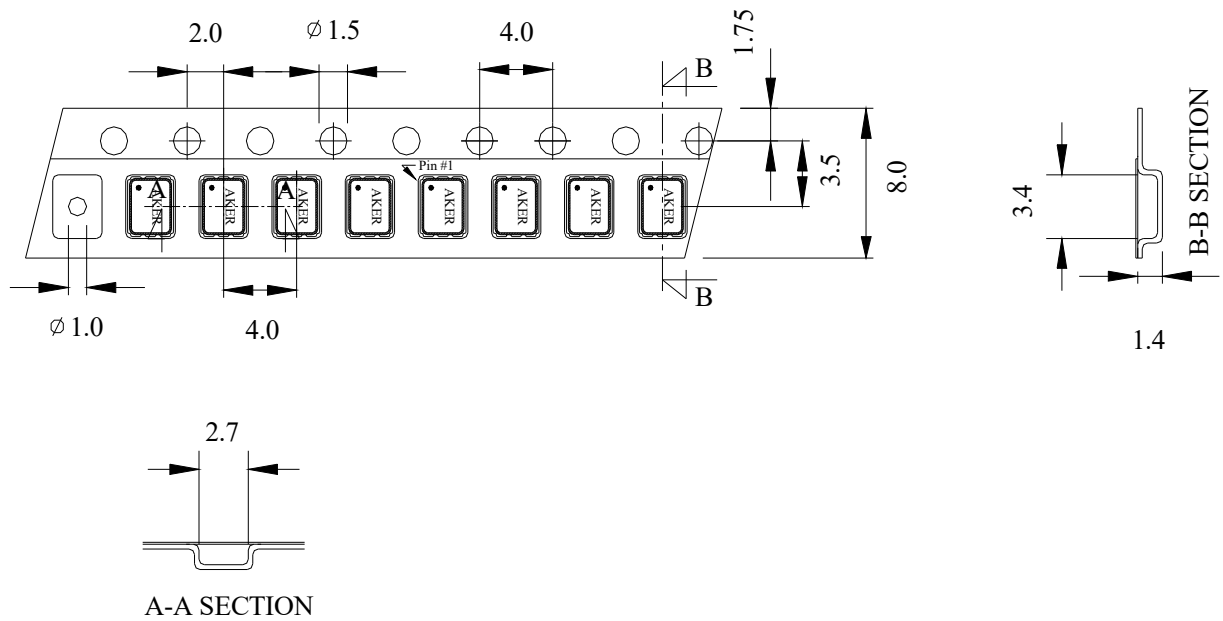 2.0
⌀ 1.5
4.0
1.75
B
Pin #1
A
A
AKER
AKER
AKER
AKER
AKER
AKER
AKER
AKER
3.5
8.0
3.4
B-B SECTION
B
⌀ 1.0
4.0
1.4
2.7
A-A SECTION